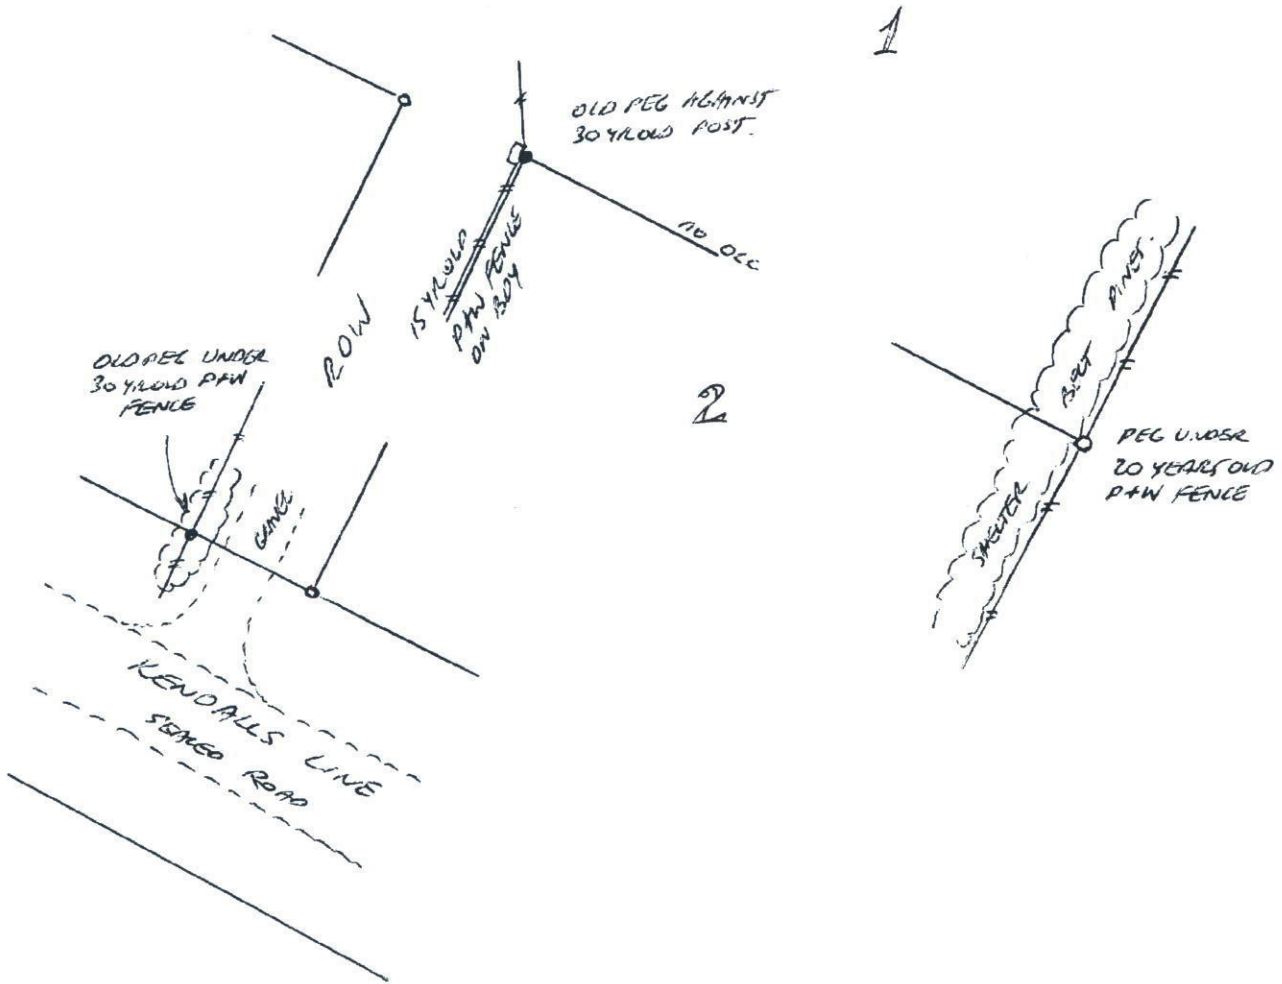 1
OLD PEG AGAINST
30 YR OLD POST.
NO OCC
15 YR OLD
P+W FENCE
ON BDY
ROW
OLD PEG UNDER
30 YR OLD P+W
FENCE
2
SHELTER BELT PINES.
PEG UNDER
20 YEARS OLD
P+W FENCE
GRAVEL
KENDALLS LINE
SEALED ROAD